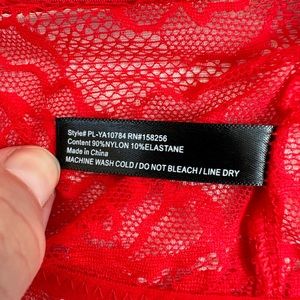 Style# PL-YA10784 RN#158256
Content 90%NYLON 10%ELASTANE
Made in China
MACHINE WASH COLD / DO NOT BLEACH / LINE DRY